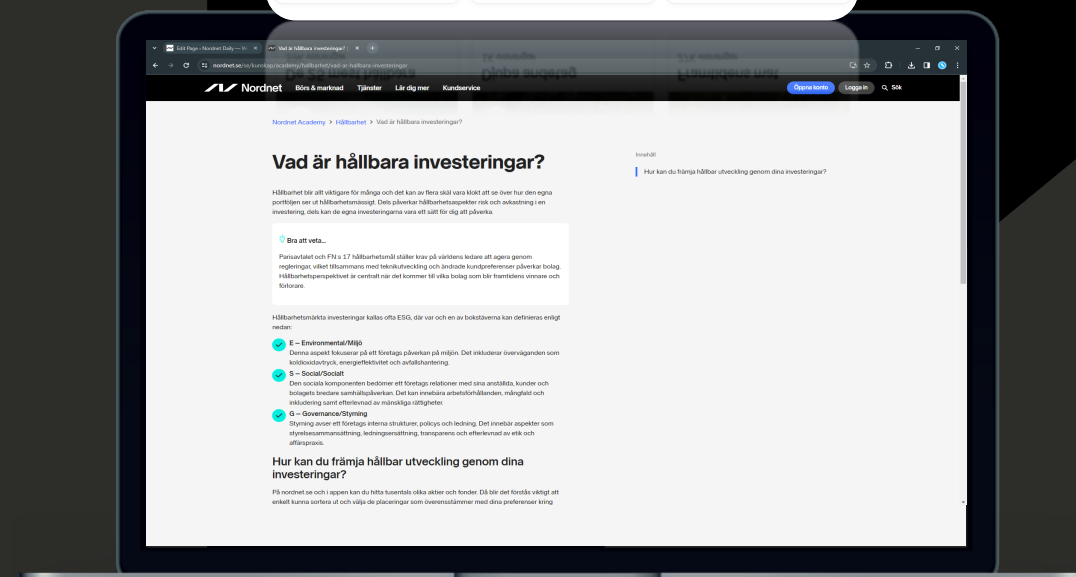 Edit Page ‹ Nordnet Daily — W
Vad är hållbara investeringar? |
nordnet.se/se/kunskap/academy/hallbarhet/vad-ar-hallbara-investeringar
De 25 mest hållbara
Djupa andetag
Framtidens mat
Nordnet
Börs & marknad
Tjänster
Lär dig mer
Kundservice
Öppna konto
Logga in
Sök
Nordnet Academy > Hållbarhet > Vad är hållbara investeringar?
Vad är hållbara investeringar?
Hållbarhet blir allt viktigare för många och det kan av flera skäl vara klokt att se över hur den egna
portföljen ser ut hållbarhetsmässigt. Dels påverkar hållbarhetsaspekter risk och avkastning i en
investering, dels kan de egna investeringarna vara ett sätt för dig att påverka.
Bra att veta...
Parisavtalet och FN:s 17 hållbarhetsmål ställer krav på världens ledare att agera genom
regleringar, vilket tillsammans med teknikutveckling och ändrade kundpreferenser påverkar bolag.
Hållbarhetsperspektivet är centralt när det kommer till vilka bolag som blir framtidens vinnare och
förlorare.
Hållbarhetsmärkta investeringar kallas ofta ESG, där var och en av bokstäverna kan definieras enligt
nedan:
E – Environmental/Miljö
Denna aspekt fokuserar på ett företags påverkan på miljön. Det inkluderar överväganden som
koldioxidavtryck, energieffektivitet och avfallshantering.
S – Social/Socialt
Den sociala komponenten bedömer ett företags relationer med sina anställda, kunder och
bolagets bredare samhällspåverkan. Det kan innebära arbetsförhållanden, mångfald och
inkludering samt efterlevnad av mänskliga rättigheter.
G – Governance/Styrning
Styrning avser ett företags interna strukturer, policys och ledning. Det innebär aspekter som
styrelsesammansättning, ledningsersättning, transparens och efterlevnad av etik och
affärspraxis.
Hur kan du främja hållbar utveckling genom dina
investeringar?
På nordnet.se och i appen kan du hitta tusentals olika aktier och fonder. Då blir det förstås viktigt att
enkelt kunna sortera ut och välja de placeringar som överensstämmer med dina preferenser kring
Innehåll
Hur kan du främja hållbar utveckling genom dina investeringar?